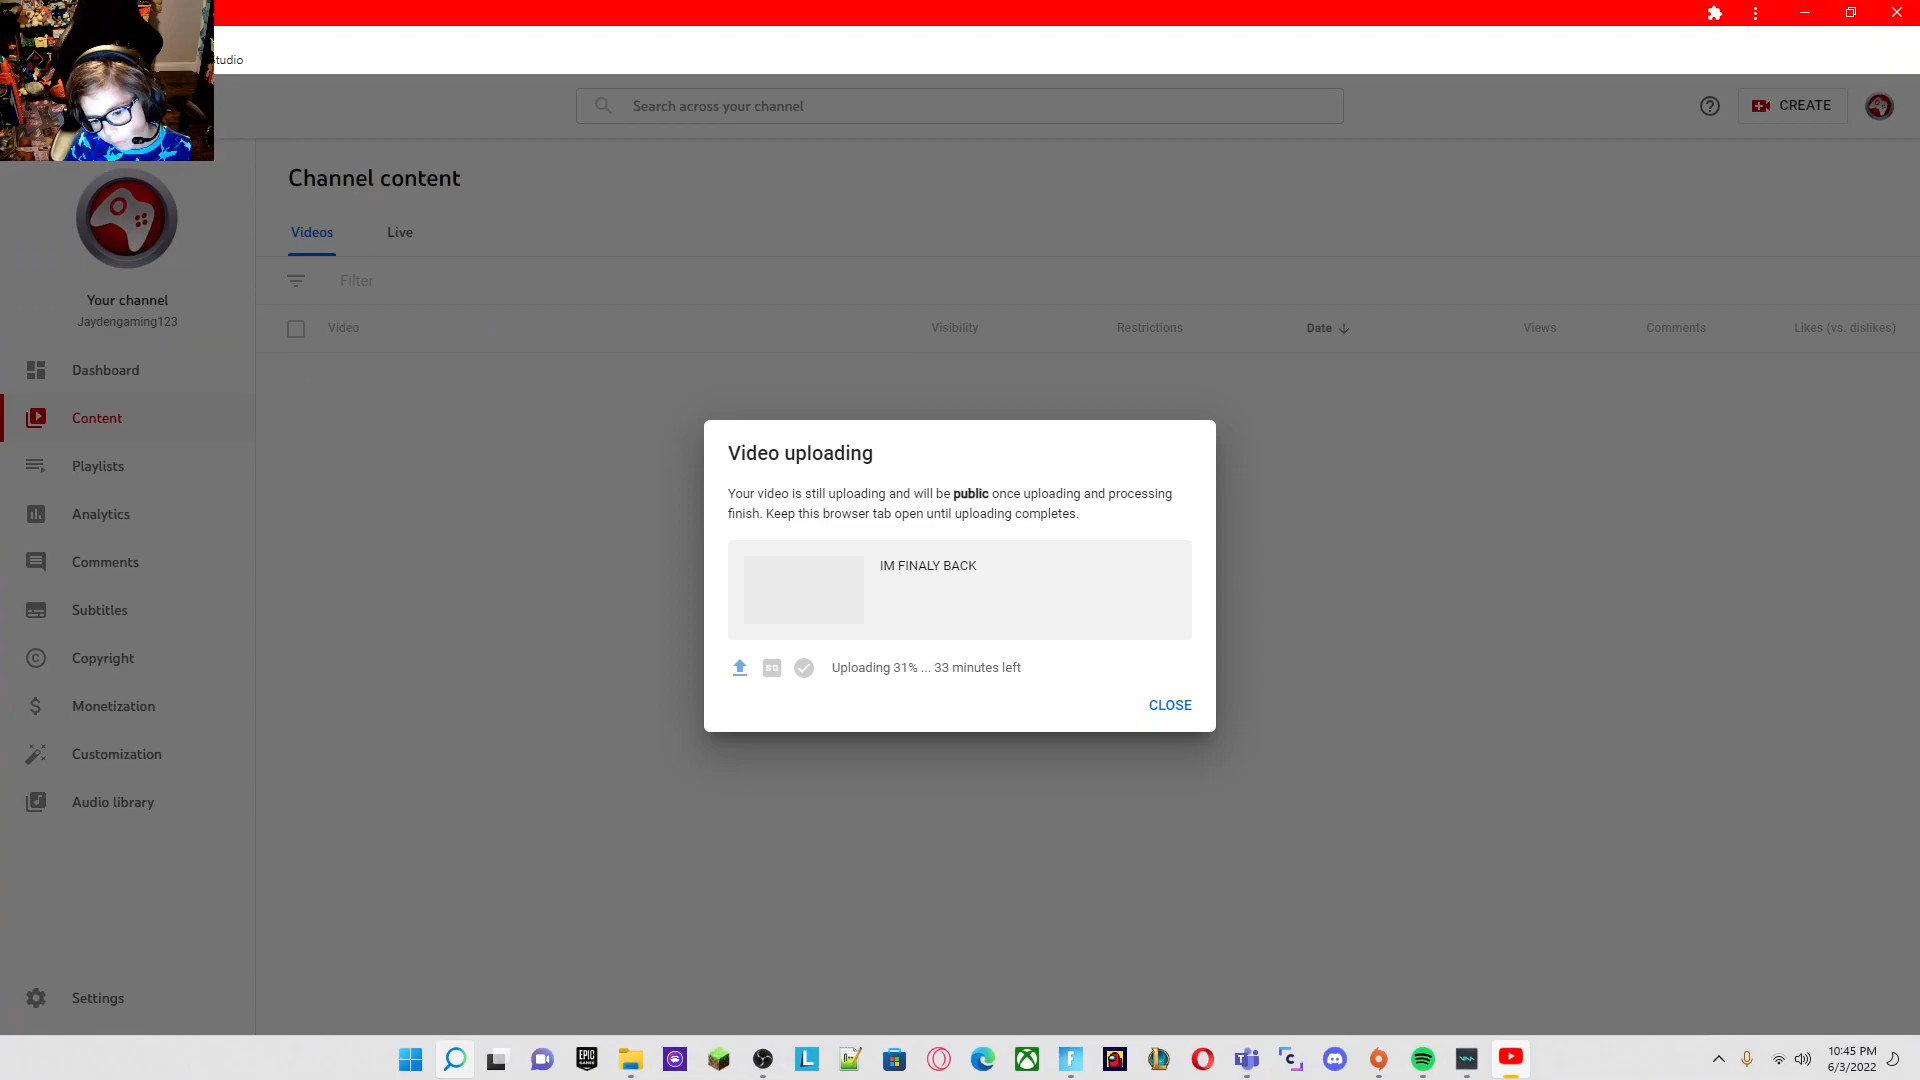 tudio
Search across your channel
CREATE
Channel content
Videos
Live
Filter
Your channel
Jaydengaming123
Video
Visibility
Restrictions
Date
Views
Comments
Likes (vs. dislikes)
Dashboard
Content
Playlists
Analytics
Comments
Subtitles
Copyright
Monetization
Customization
Audio library
Settings
Video uploading
Your video is still uploading and will be public once uploading and processing
finish. Keep this browser tab open until uploading completes.
IM FINALY BACK
Uploading 31% ... 33 minutes left
CLOSE
EPIC
GAMES
L
F
10:45 PM
6/3/2022